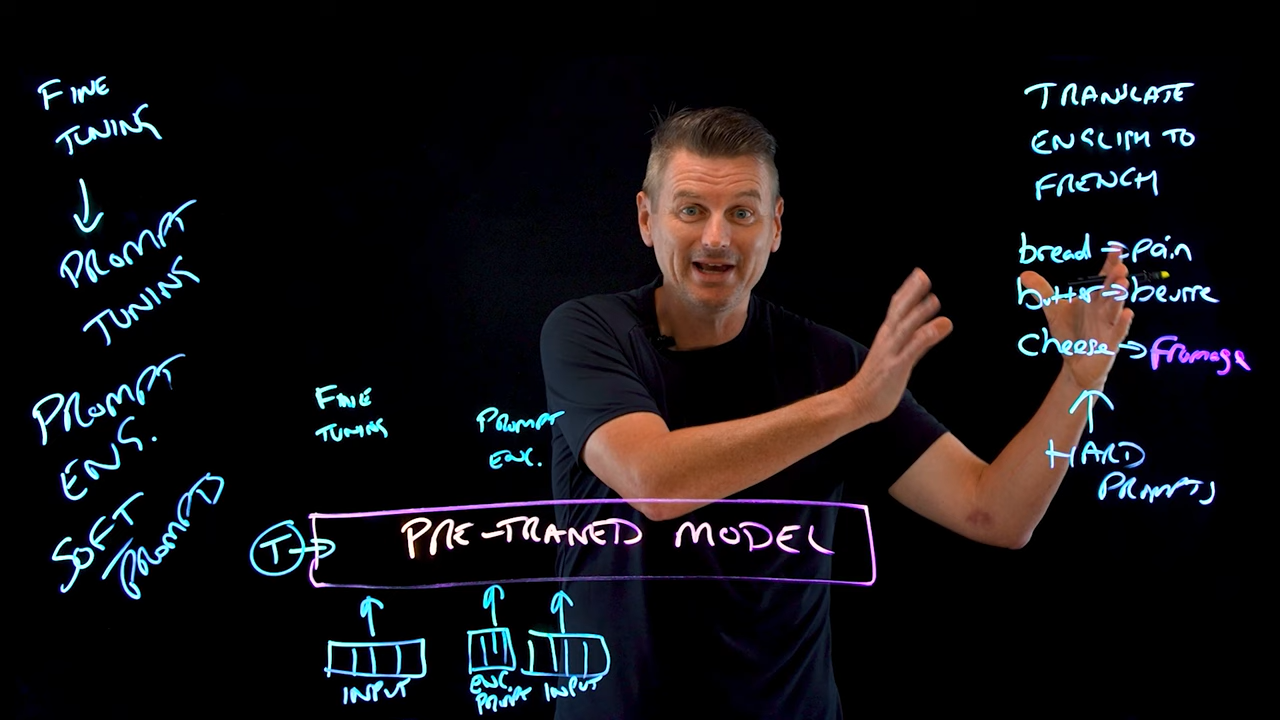 FINE
TUNING
↓
PROMPT
TUNING
PROMPT
ENG.
SOFT
PROMPTS
FINE
TUNING
PROMPT
ENG.
T → PRE-TRANED MODEL
INPUT
ENG.
PROMPT
INPUT
TRANSLATE
ENGLISH TO
FRENCH
bread → pain
butter → beurre
cheese → fromage
HARD
PROMPTS